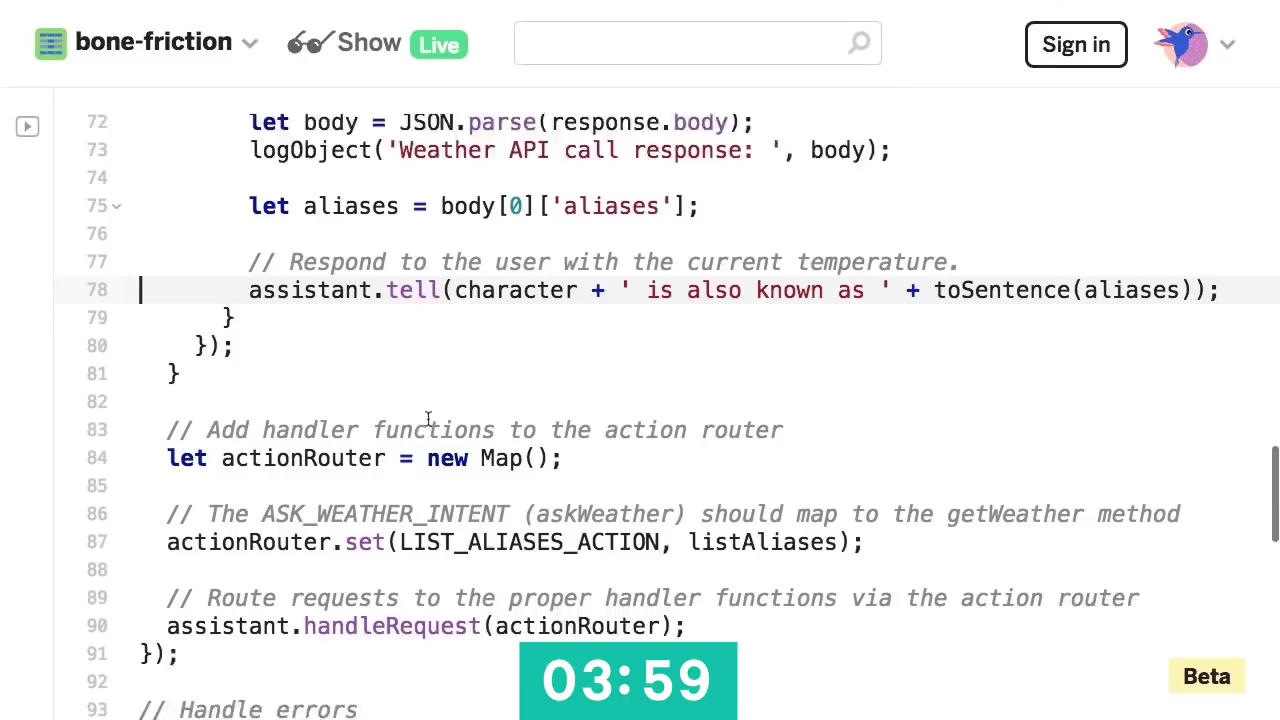 bone-friction Show Live Sign in
72 let body = JSON.parse(response.body);
73 logObject('Weather API call response: ', body);
74
75 let aliases = body[0]['aliases'];
76
77 // Respond to the user with the current temperature.
78 assistant.tell(character + ' is also known as ' + toSentence(aliases));
79 }
80 });
81 }
82
83 // Add handler functions to the action router
84 let actionRouter = new Map();
85
86 // The ASK_WEATHER_INTENT (askWeather) should map to the getWeather method
87 actionRouter.set(LIST_ALIASES_ACTION, listAliases);
88
89 // Route requests to the proper handler functions via the action router
90 assistant.handleRequest(actionRouter);
91 });
92
93 // Handle errors
03:59
Beta